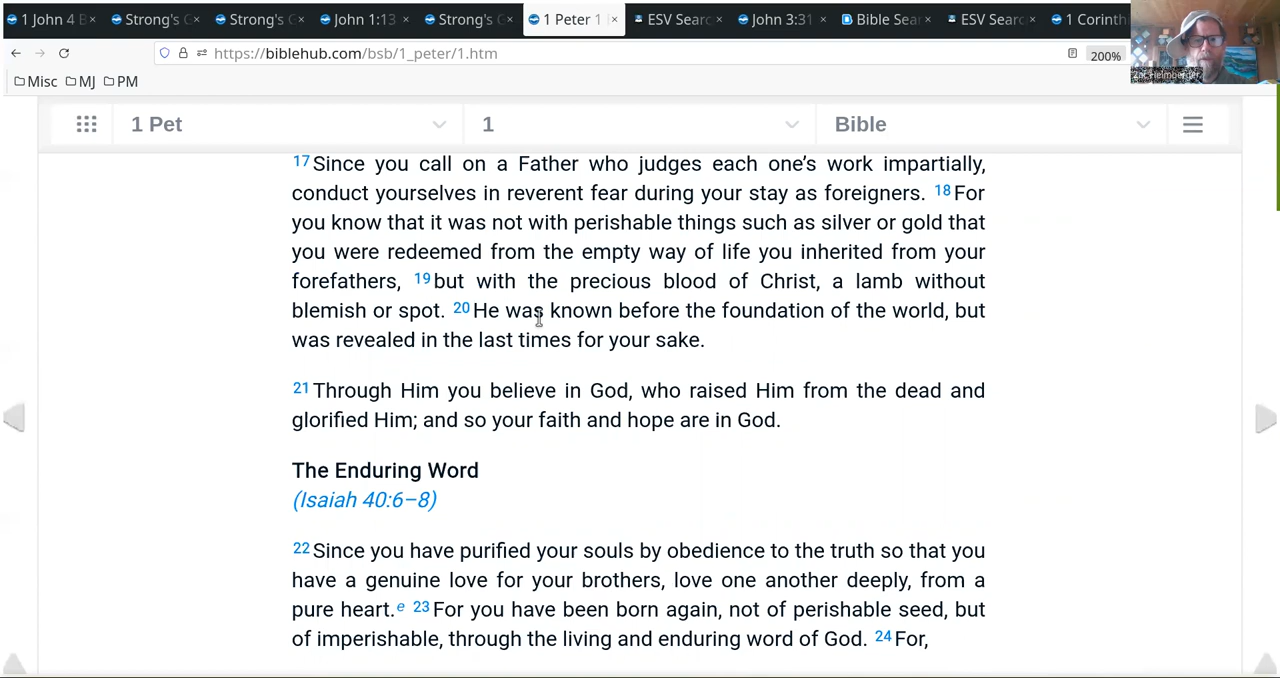 1 John 4 B
Strong's G
Strong's G
John 1:13
Strong's G
1 Peter 1
ESV Searc
John 3:31
Bible Sear
ESV Searc
1 Corinth
https://biblehub.com/bsb/1_peter/1.htm
200%
Misc
MJ
PM
Zac Helmberger
1 Pet
1
Bible
17 Since you call on a Father who judges each one’s work impartially,
conduct yourselves in reverent fear during your stay as foreigners. 18 For
you know that it was not with perishable things such as silver or gold that
you were redeemed from the empty way of life you inherited from your
forefathers, 19 but with the precious blood of Christ, a lamb without
blemish or spot. 20 He was known before the foundation of the world, but
was revealed in the last times for your sake.
21 Through Him you believe in God, who raised Him from the dead and
glorified Him; and so your faith and hope are in God.
The Enduring Word
(Isaiah 40:6–8)
22 Since you have purified your souls by obedience to the truth so that you
have a genuine love for your brothers, love one another deeply, from a
pure heart. e 23 For you have been born again, not of perishable seed, but
of imperishable, through the living and enduring word of God. 24 For,